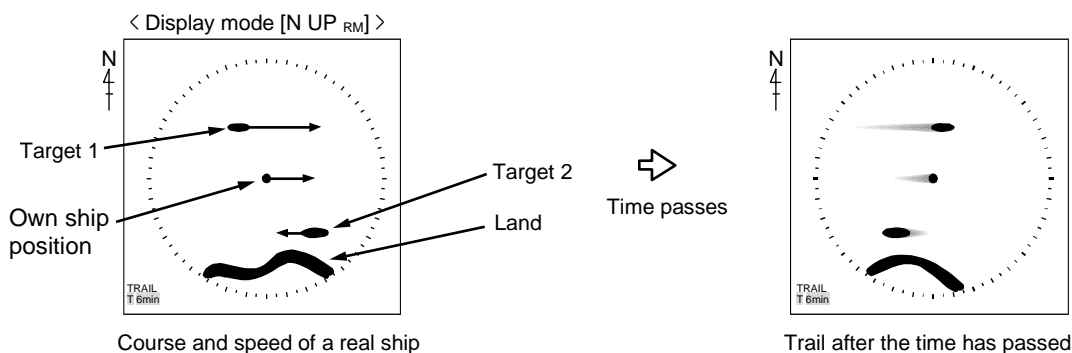 < Display mode [N UP RM] >
N
Target 1
Own ship
position
Target 2
Land
TRAIL
T 6min
Course and speed of a real ship
Time passes
N
TRAIL
T 6min
Trail after the time has passed